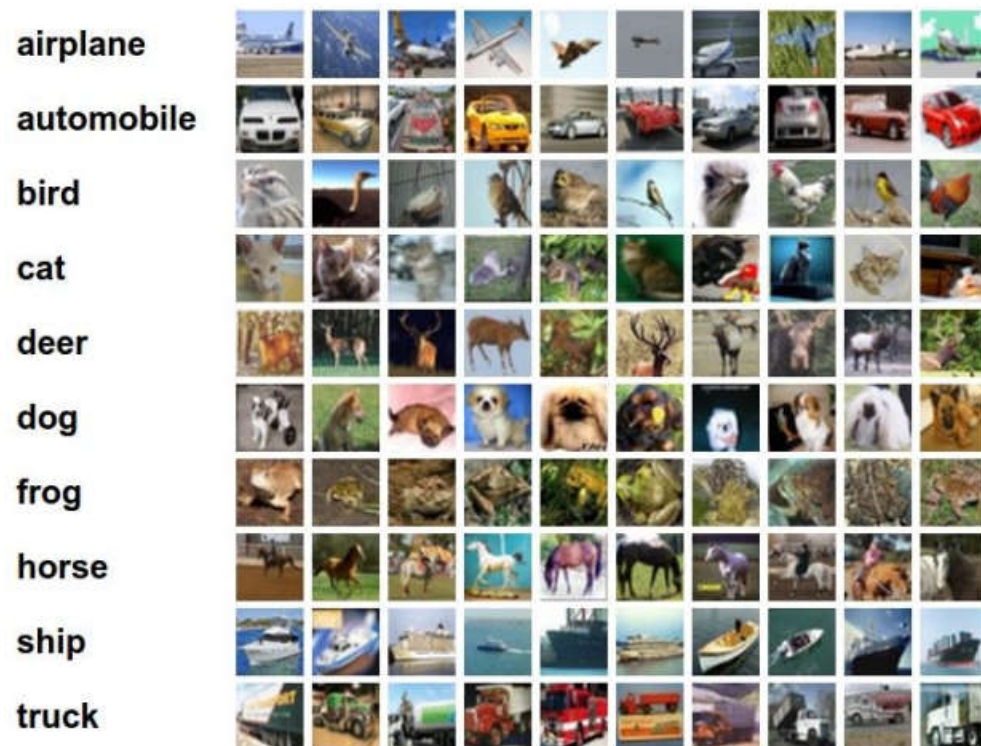 airplane
automobile
bird
cat
deer
dog
frog
horse
ship
truck